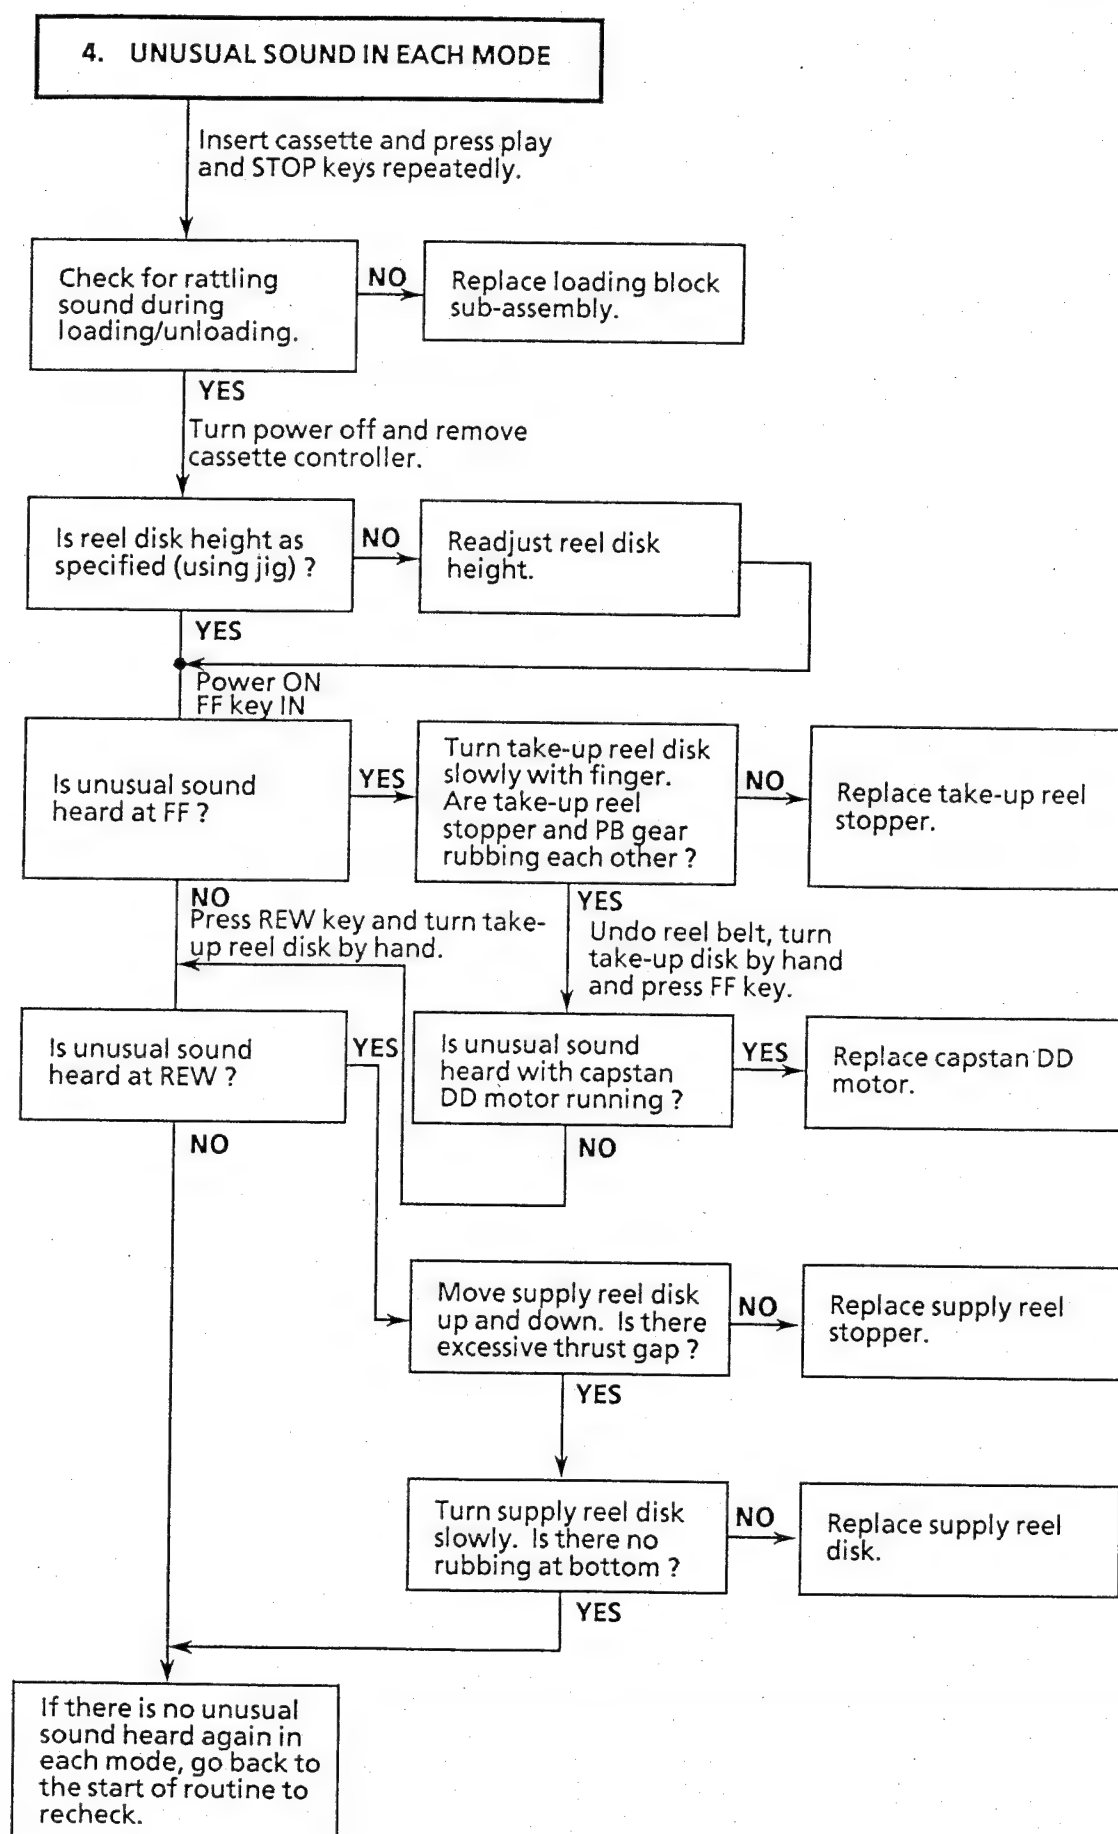 4. UNUSUAL SOUND IN EACH MODE
Insert cassette and press play
and STOP keys repeatedly.
Check for rattling
sound during
loading/unloading.
NO
Replace loading block
sub-assembly.
YES
Turn power off and remove
cassette controller.
Is reel disk height as
specified (using jig) ?
NO
Readjust reel disk
height.
YES
Power ON
FF key IN
Is unusual sound
heard at FF ?
YES
Turn take-up reel disk
slowly with finger.
Are take-up reel
stopper and PB gear
rubbing each other ?
NO
Replace take-up reel
stopper.
NO
Press REW key and turn take-
up reel disk by hand.
YES
Undo reel belt, turn
take-up disk by hand
and press FF key.
Is unusual sound
heard at REW ?
YES
Is unusual sound
heard with capstan
DD motor running ?
YES
Replace capstan DD
motor.
NO
NO
Move supply reel disk
up and down. Is there
excessive thrust gap ?
NO
Replace supply reel
stopper.
YES
Turn supply reel disk
slowly. Is there no
rubbing at bottom ?
NO
Replace supply reel
disk.
YES
If there is no unusual
sound heard again in
each mode, go back to
the start of routine to
recheck.